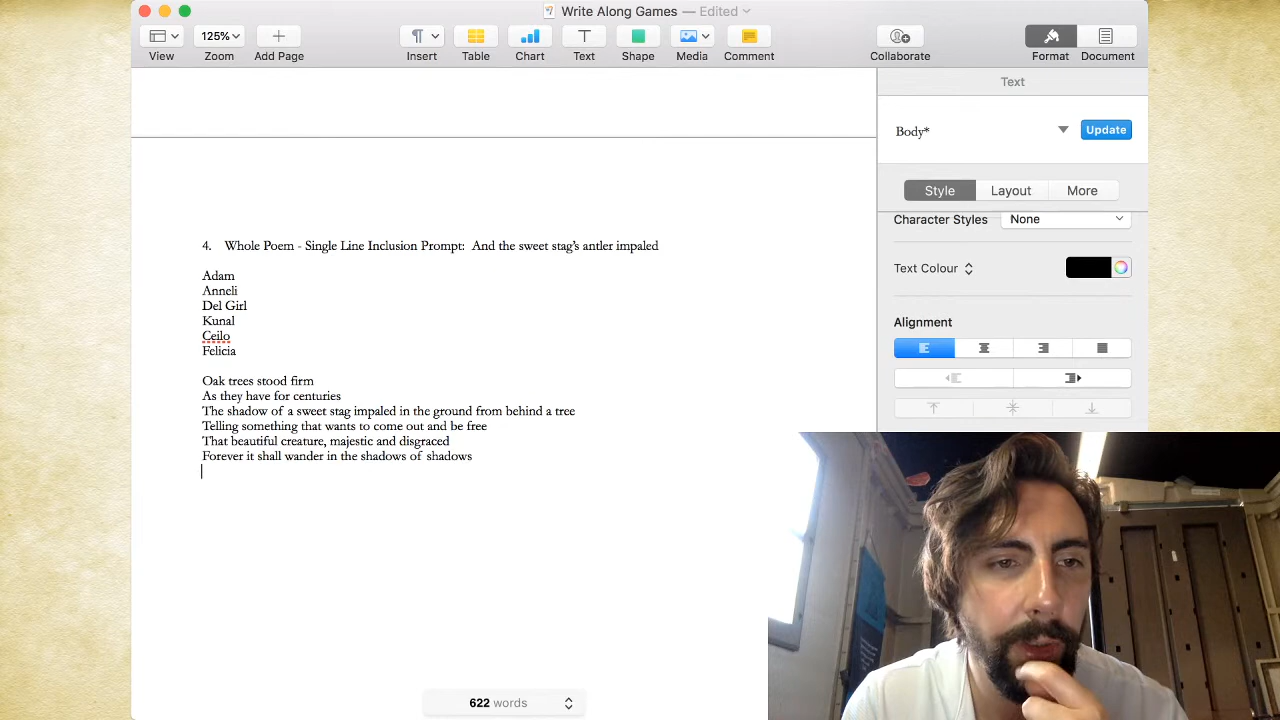 Write Along Games — Edited
View
125%
Zoom
Add Page
Insert
Table
Chart
Text
Shape
Media
Comment
Collaborate
Format
Document
Text
Body*
Update
Style
Layout
More
Character Styles
None
Text Colour
Alignment
4. Whole Poem - Single Line Inclusion Prompt: And the sweet stag's antler impaled
Adam
Anneli
Del Girl
Kunal
Ceilo
Felicia
Oak trees stood firm
As they have for centuries
The shadow of a sweet stag impaled in the ground from behind a tree
Telling something that wants to come out and be free
That beautiful creature, majestic and disgraced
Forever it shall wander in the shadows of shadows
622 words